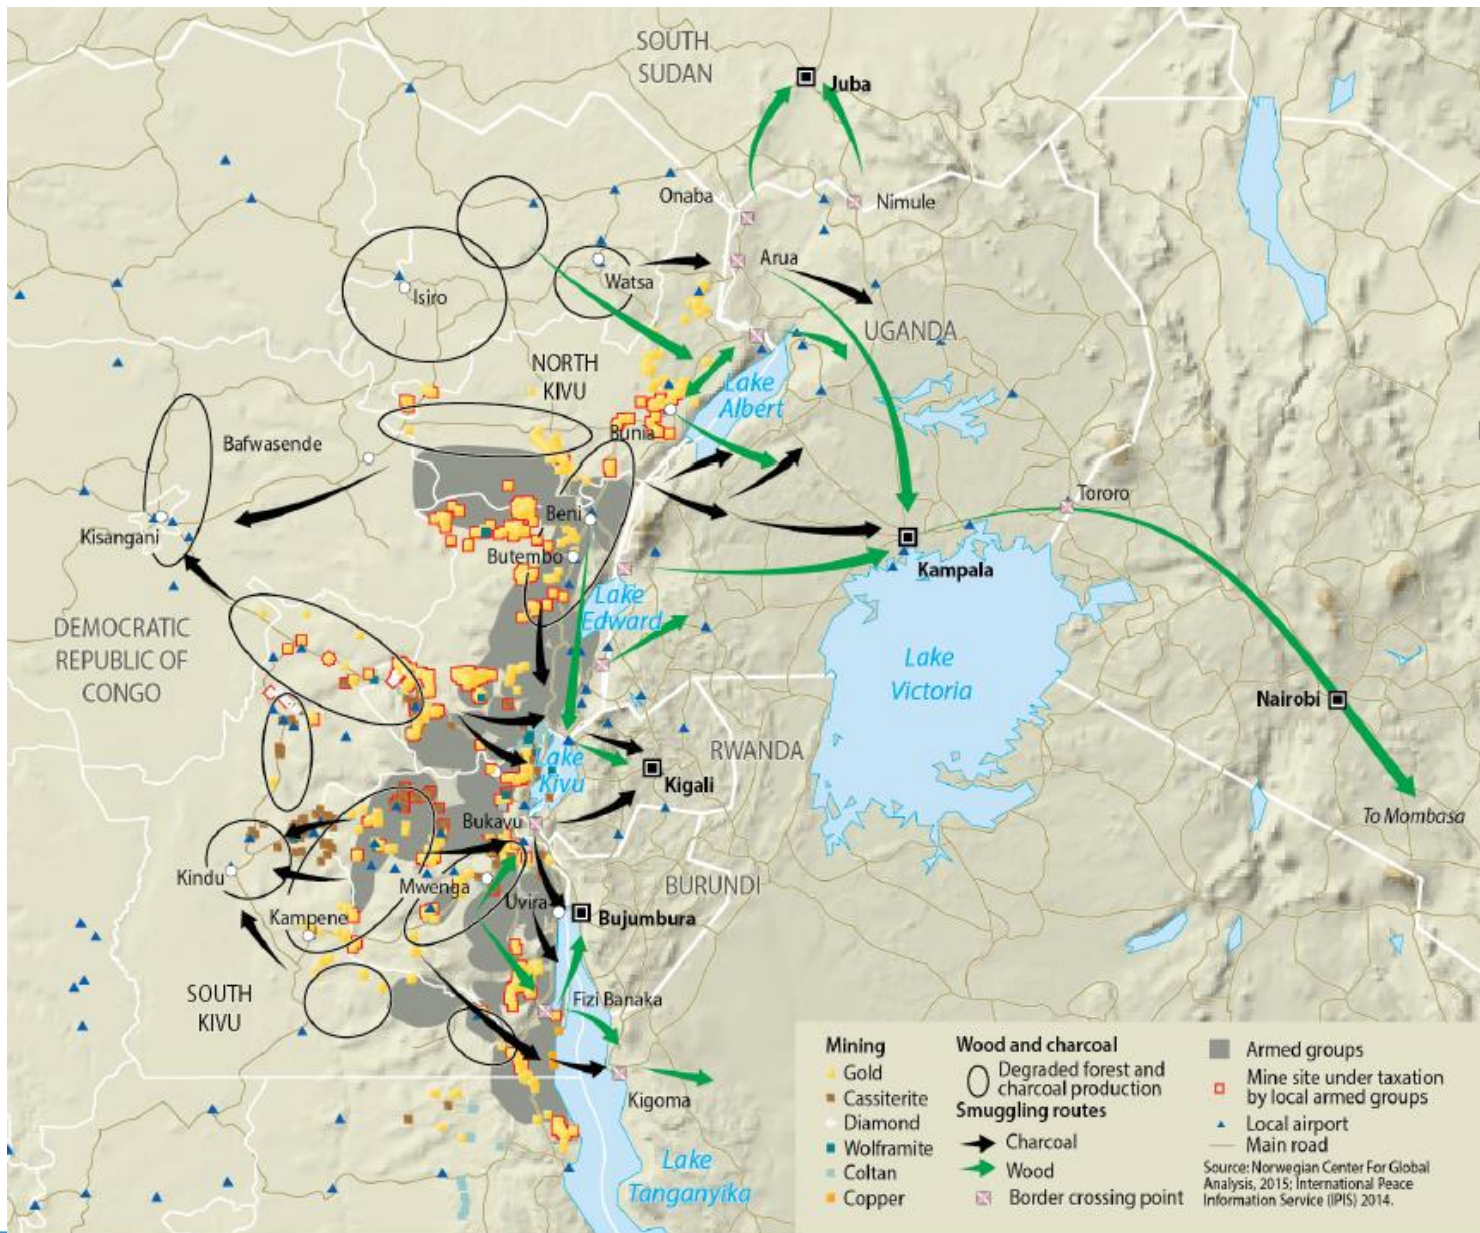 SOUTH
SUDAN
Juba
Onaba
Nimule
Arua
Watsa
Isiro
UGANDA
NORTH
KIVU
Lake
Albert
Bunia
Bafwasende
Tororo
Beni
Kisangani
Butembo
Kampala
Lake
Edward
DEMOCRATIC
REPUBLIC OF
CONGO
Lake
Victoria
Nairobi
RWANDA
Lake
Kivu
Kigali
To Mombasa
Bukavu
Kindu
Mwenga
BURUNDI
Uvira
Kampene
Bujumbura
SOUTH
KIVU
Fizi Banaka
Kigoma
Lake
Tanganyika
Mining
Gold
Cassiterite
Diamond
Wolframite
Coltan
Copper
Wood and charcoal
Degraded forest and
charcoal production
Smuggling routes
Charcoal
Wood
Border crossing point
Armed groups
Mine site under taxation
by local armed groups
Local airport
Main road
Source: Norwegian Center For Global
Analysis, 2015; International Peace
Information Service (IPIS) 2014.